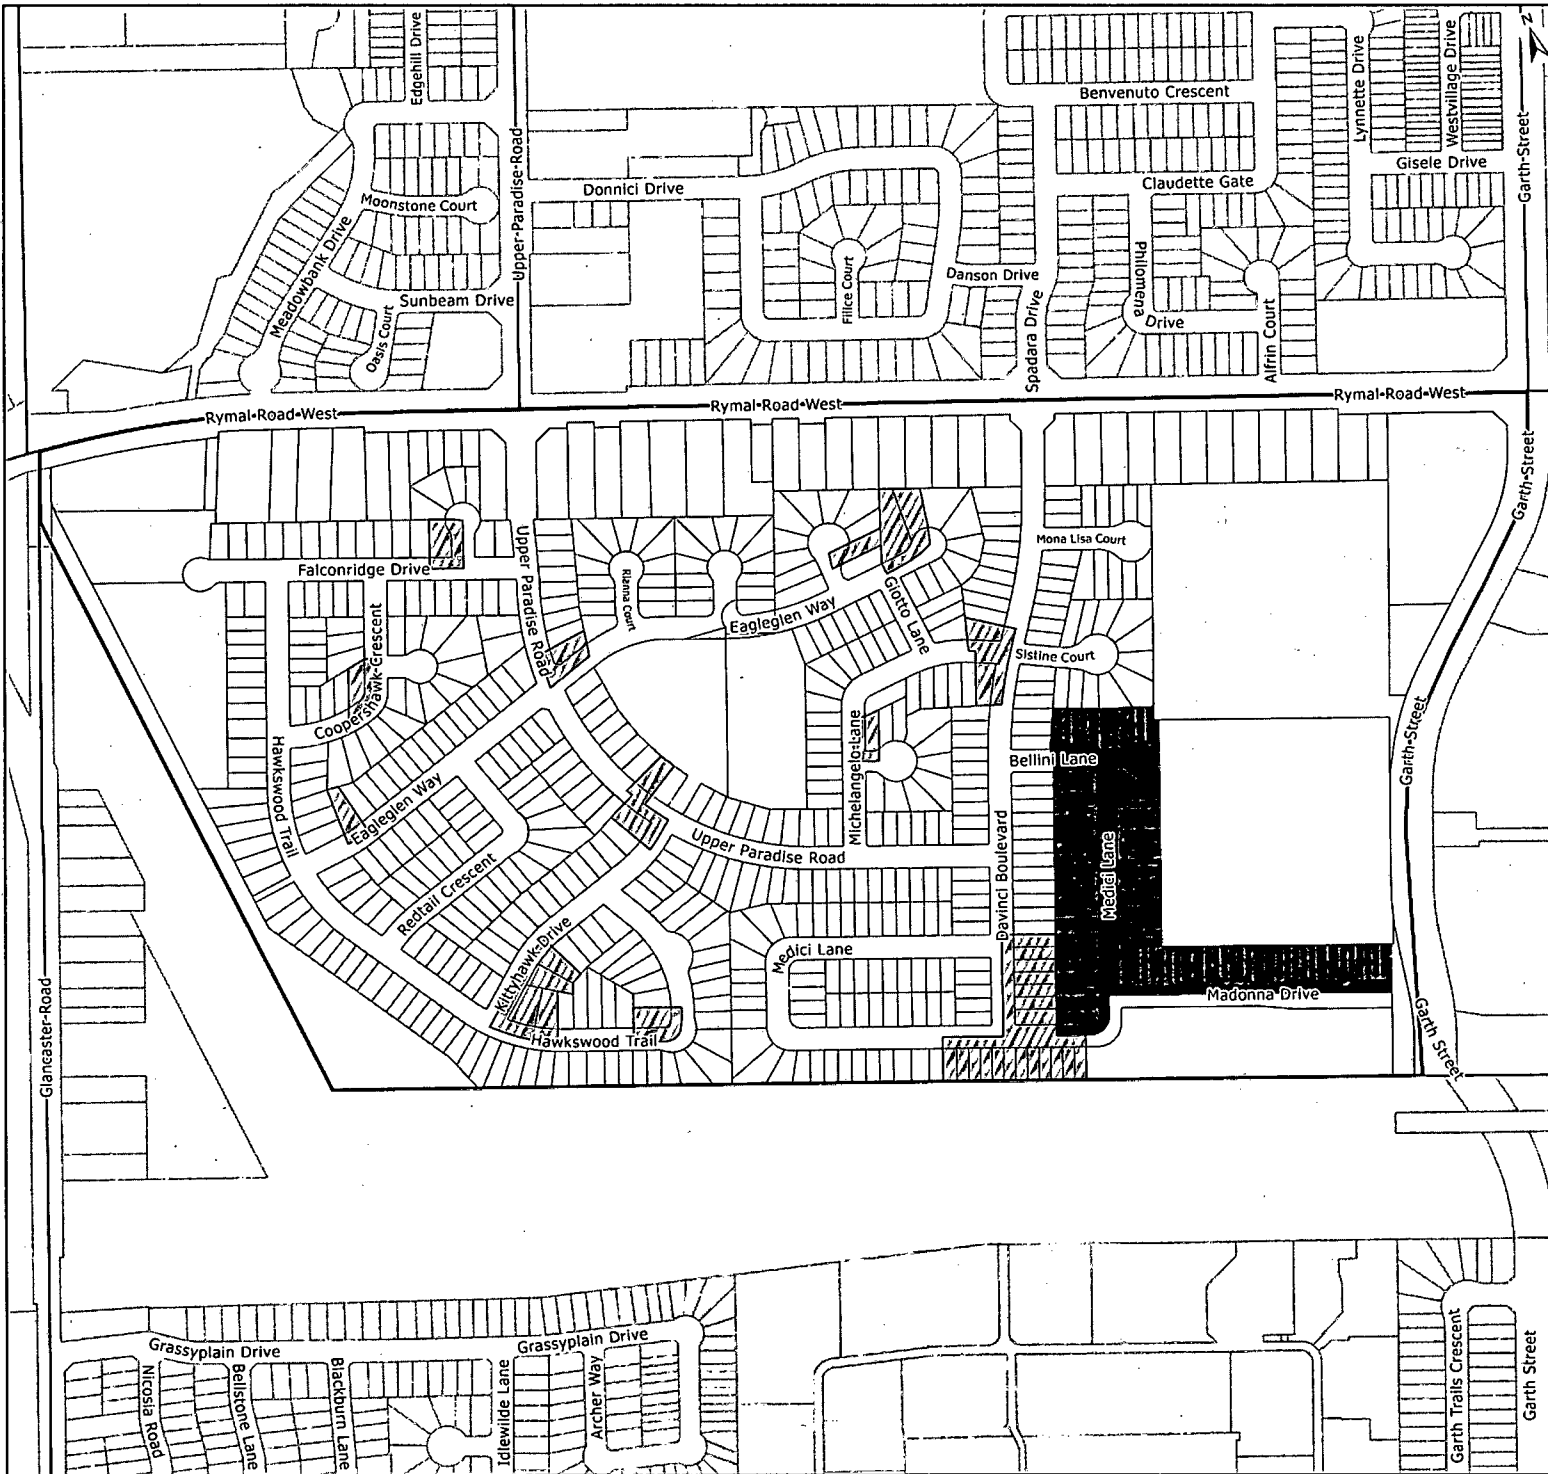 Edgehill Drive
Upper-Paradise-Road
Benvenuto Crescent
Lynnette Drive
Westvillage Drive
Garth-Street
N
Gisele Drive
Claudette Gate
Donnici Drive
Moonstone Court
Meadowbank Drive
Sunbeam Drive
Oasis Court
Filice Court
Danson Drive
Spadara Drive
Philomena
Drive
Alfrin Court
Rymal-Road-West
Rymal-Road-West
Rymal-Road-West
Garth-Street
Garth-Street
Falconridge Drive
Upper Paradise Road
Rianna Court
Eagleglen Way
Giotto Lane
Mona Lisa Court
Sistine Court
Coopershawk Crescent
Hawkswood Trail
Eagleglen Way
Michelangelo-Lane
Bellini Lane
Garth-Street
Redtail Crescent
Upper Paradise Road
Davinci Boulevard
Medici Lane
Kittyhawk-Drive
Medici Lane
Madonna Drive
Hawkswood Trail
Glancaster-Road
Garth Street
Grassyplain Drive
Grassyplain Drive
Nicosia Road
Bellstone Lane
Blackburn Lane
Idlewilde Lane
Archer Way
Garth Trails Crescent
Garth Street